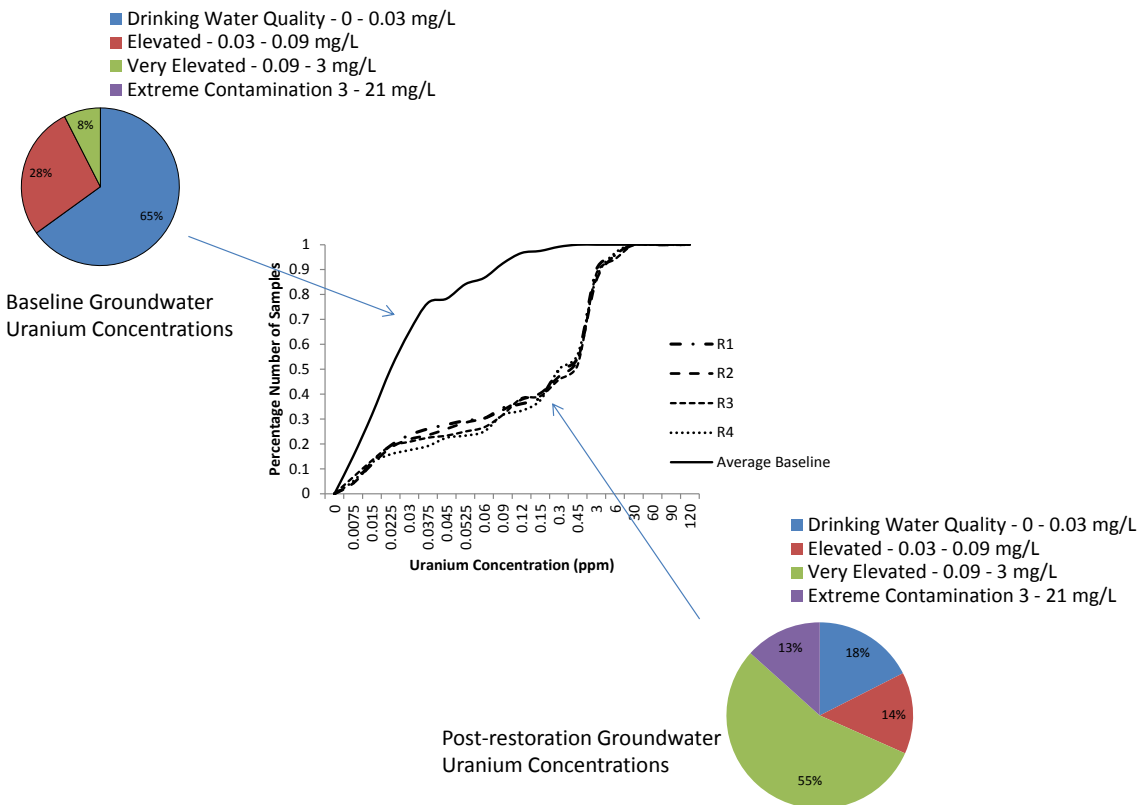 Drinking Water Quality - 0 - 0.03 mg/L
Elevated - 0.03 - 0.09 mg/L
Very Elevated - 0.09 - 3 mg/L
Extreme Contamination 3 - 21 mg/L
8%
28%
65%
Baseline Groundwater
Uranium Concentrations
Percentage Number of Samples
1
0.9
0.8
0.7
0.6
0.5
0.4
0.3
0.2
0.1
0
0
0.0075
0.015
0.0225
0.03
0.0375
0.045
0.0525
0.06
0.09
0.12
0.15
0.3
0.45
3
6
30
60
90
120
Uranium Concentration (ppm)
R1
R2
R3
R4
Average Baseline
Drinking Water Quality - 0 - 0.03 mg/L
Elevated - 0.03 - 0.09 mg/L
Very Elevated - 0.09 - 3 mg/L
Extreme Contamination 3 - 21 mg/L
13%
18%
14%
55%
Post-restoration Groundwater
Uranium Concentrations